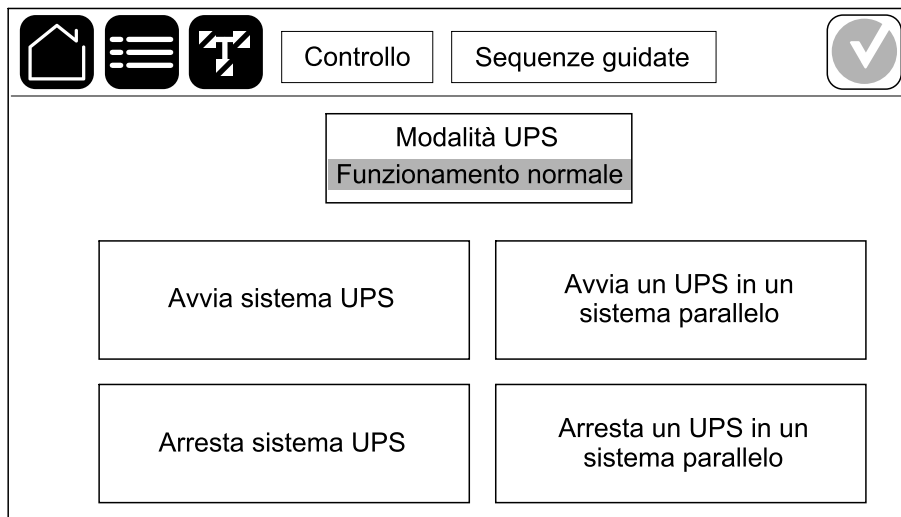 Controllo
Sequenze guidate
Modalità UPS
Funzionamento normale
Avvia sistema UPS
Avvia un UPS in un
sistema parallelo
Arresta sistema UPS
Arresta un UPS in un
sistema parallelo